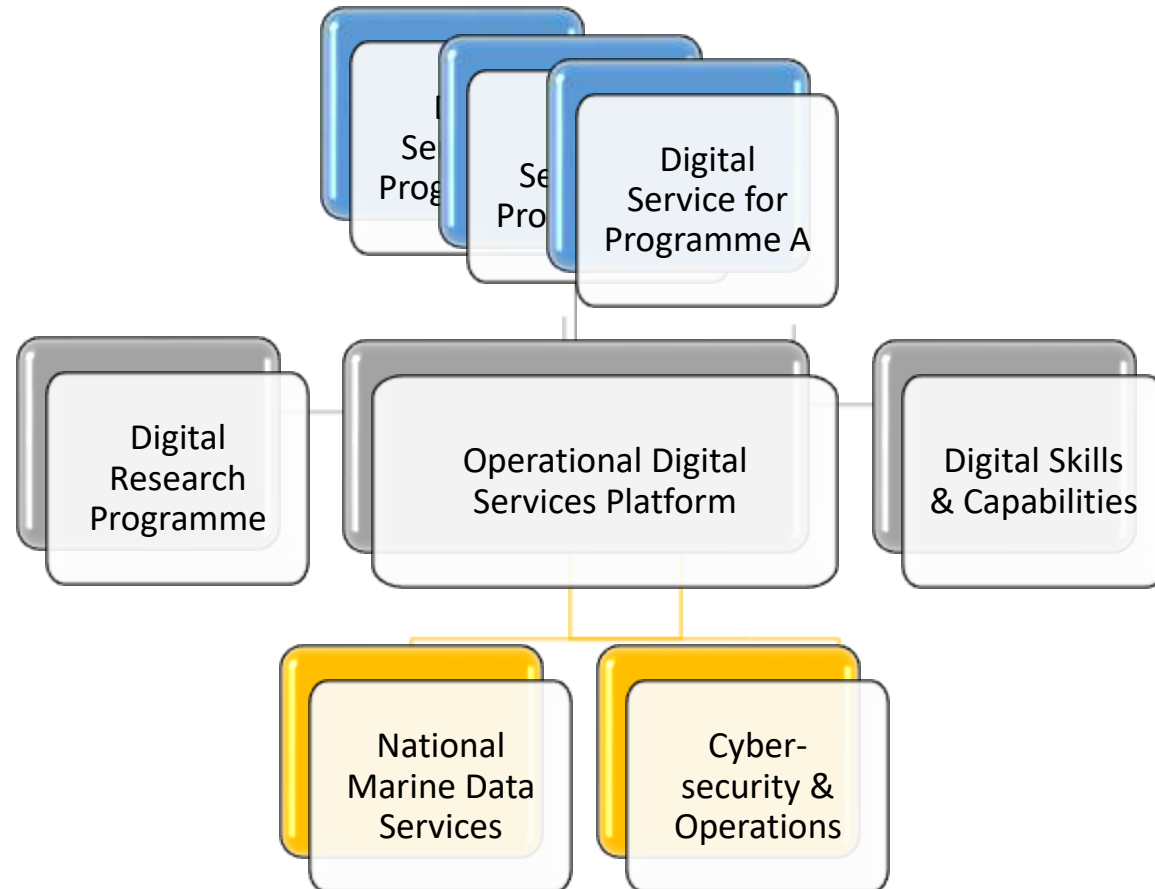 Digital
Service for
Programme A
Digital
Research
Programme
Operational Digital
Services Platform
Digital Skills
& Capabilities
National
Marine Data
Services
Cyber-
security &
Operations